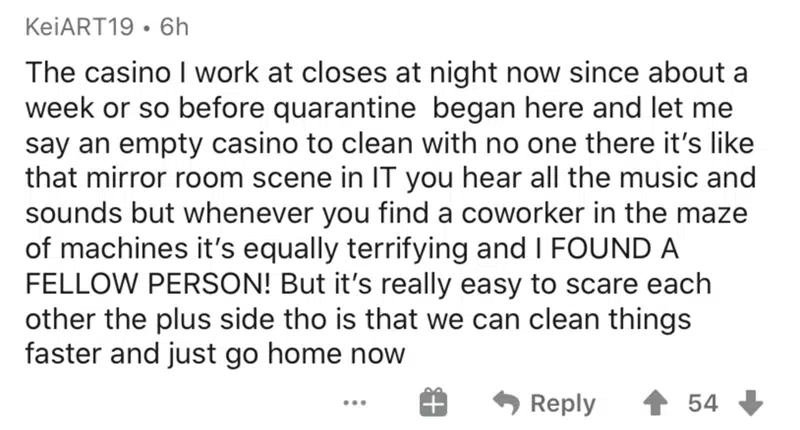 KeiART19 • 6h
The casino I work at closes at night now since about a
week or so before quarantine  began here and let me
say an empty casino to clean with no one there it's like
that mirror room scene in IT you hear all the music and
sounds but whenever you find a coworker in the maze
of machines it's equally terrifying and I FOUND A
FELLOW PERSON! But it's really easy to scare each
other the plus side tho is that we can clean things
faster and just go home now
Reply 54